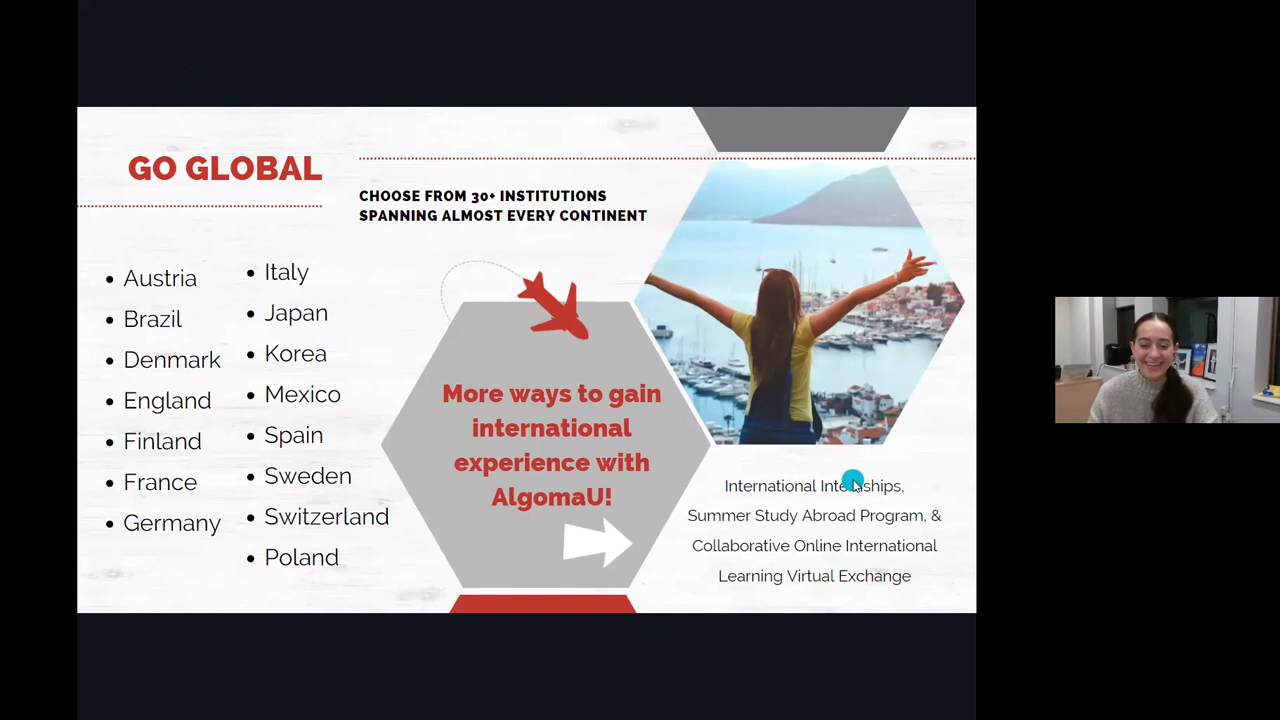 GO GLOBAL
CHOOSE FROM 30+ INSTITUTIONS
SPANNING ALMOST EVERY CONTINENT
• Austria
• Brazil
• Denmark
• England
• Finland
• France
• Germany
• Italy
• Japan
• Korea
• Mexico
• Spain
• Sweden
• Switzerland
• Poland
More ways to gain
international
experience with
AlgomaU!
International Internships,
Summer Study Abroad Program, &
Collaborative Online International
Learning Virtual Exchange